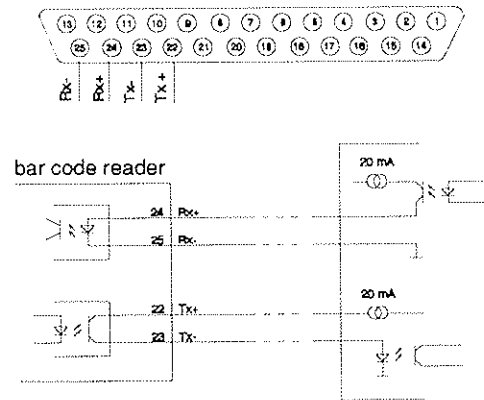 13 12 11 10 9 8 7 6 5 4 3 2 1
25 24 23 22 21 20 19 18 17 16 15 14
Rx- Rx+ Tx- Tx+
bar code reader
20 mA
24 Rx+
25 Rx-
20 mA
22 Tx+
23 Tx-